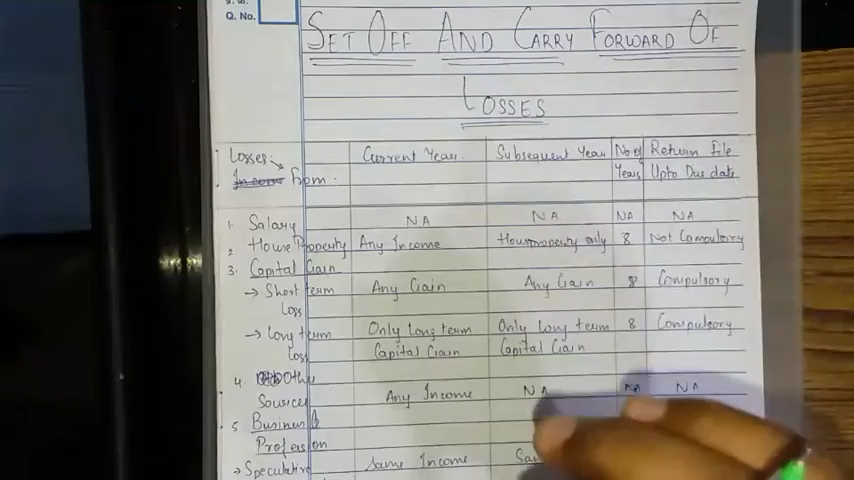 Q. No.
SET OFF AND CARRY FORWARD OF
LOSSES
Losses from: Current Year. Subsequent Year No of Years Return File Upto Due date
1. Salary NA NA NA NA
2 House Property Any Income House property only 8 Not Compulsory
3. Capital Gain
→ Short term Loss Any Gain Any Gain 8 Compulsory
→ Long term Loss Only Long term Capital Gain Only Long term Capital Gain 8 Compulsory
4. Other Sources Any Income NA NA NA
5 Business & Profession
→ Speculative Same Income